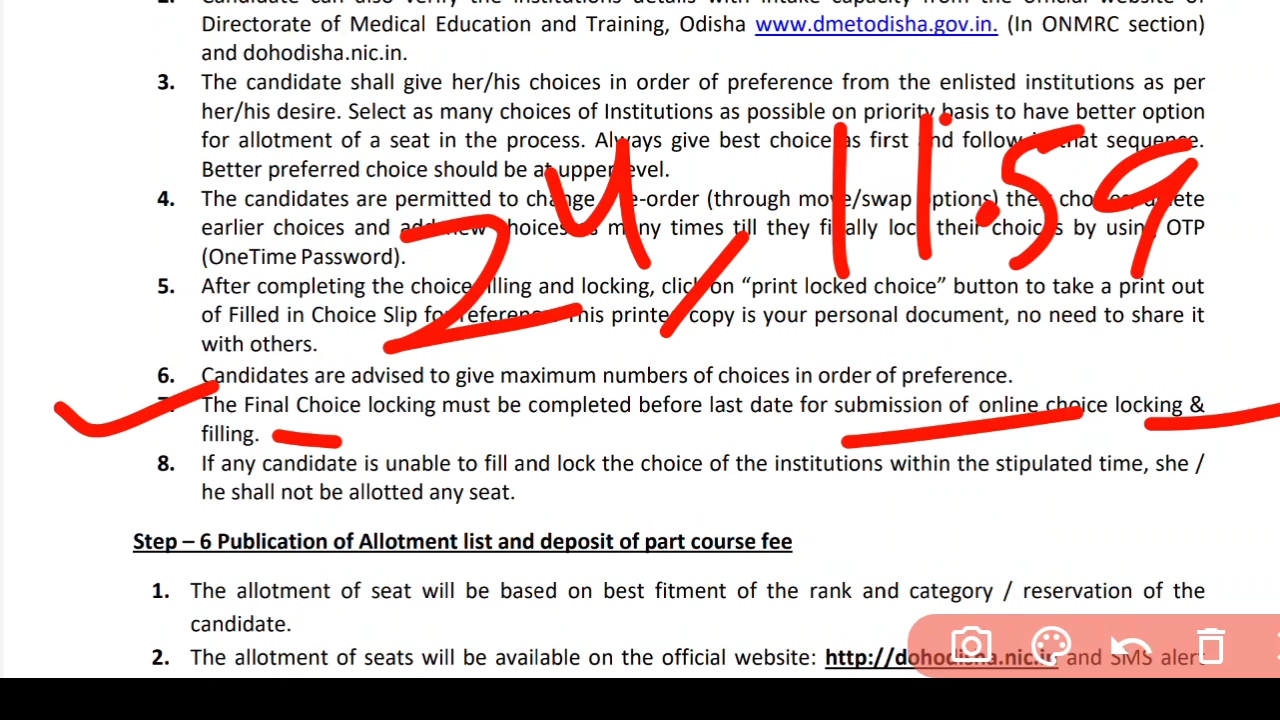 2. Candidate can also verify the institutions details with intake capacity from the official website of
Directorate of Medical Education and Training, Odisha www.dmetodisha.gov.in. (In ONMRC section)
and dohodisha.nic.in.
3. The candidate shall give her/his choices in order of preference from the enlisted institutions as per
her/his desire. Select as many choices of Institutions as possible on priority basis to have better option
for allotment of a seat in the process. Always give best choice as first and follow in that sequence.
Better preferred choice should be at upper level.
4. The candidates are permitted to change, re-order (through move/swap options) their choices, delete
earlier choices and add new choices as many times till they finally lock their choices by using OTP
(OneTime Password).
5. After completing the choice filling and locking, click on “print locked choice” button to take a print out
of Filled in Choice Slip for reference. This printed copy is your personal document, no need to share it
with others.
24, 11:59
6. Candidates are advised to give maximum numbers of choices in order of preference.
7. The Final Choice locking must be completed before last date for submission of online choice locking &
filling.
8. If any candidate is unable to fill and lock the choice of the institutions within the stipulated time, she /
he shall not be allotted any seat.
Step – 6 Publication of Allotment list and deposit of part course fee
1. The allotment of seat will be based on best fitment of the rank and category / reservation of the
candidate.
2. The allotment of seats will be available on the official website: http://dohodisha.nic.in and SMS alert